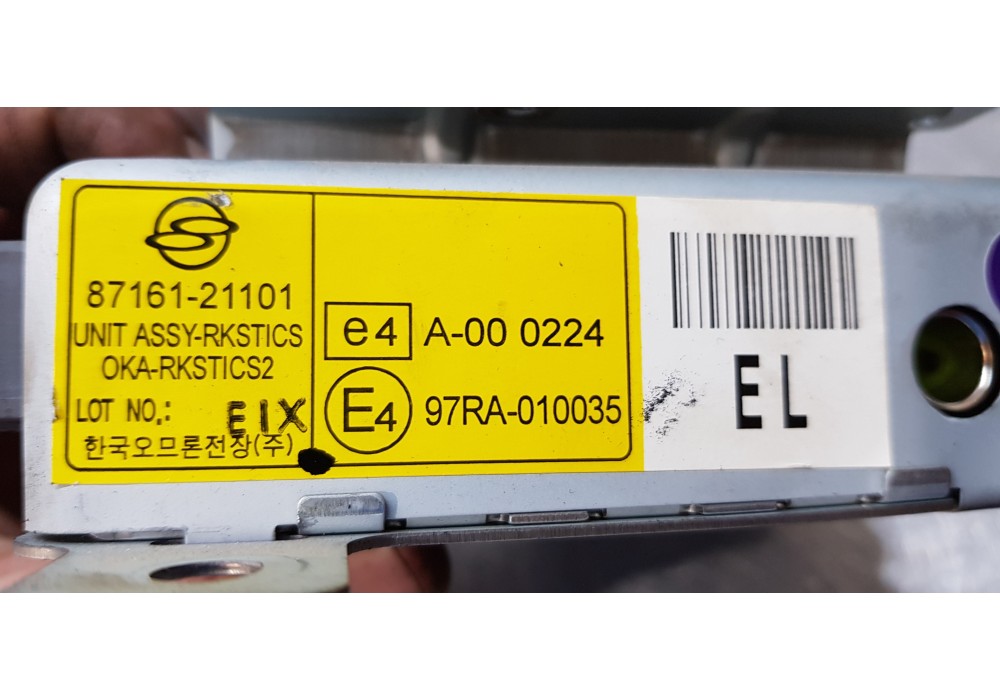 87161-21101
UNIT ASSY-RKSTICS
OKA-RKSTICS2
LOT NO.: EIX
한국오므론전장(주)
e4 A-00 0224
E4 97RA-010035
EL